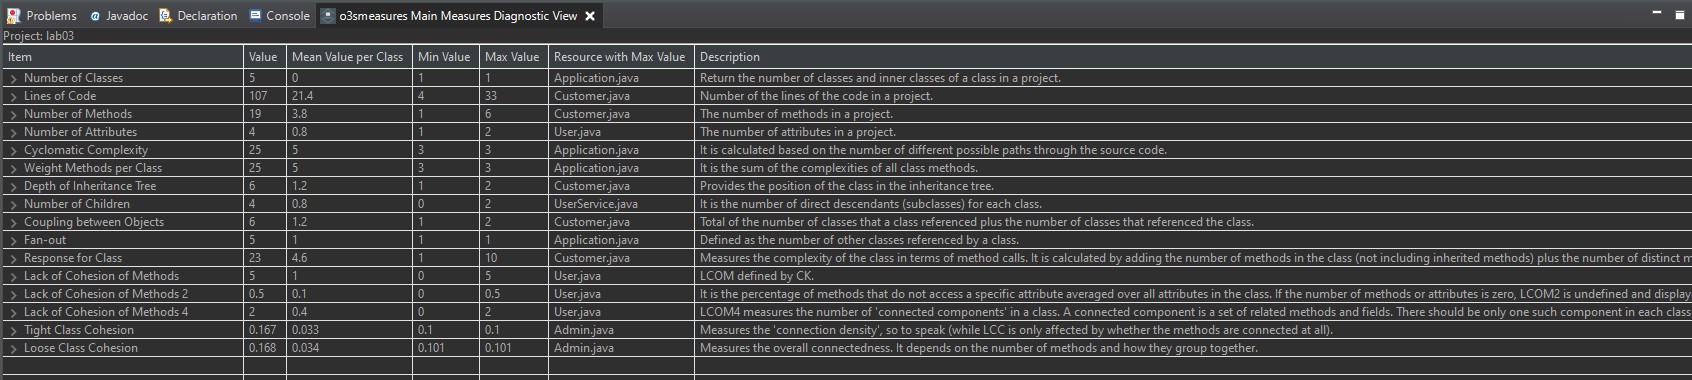 Problems @ Javadoc Declaration Console o3smeasures Main Measures Diagnostic View
Project: lab03
Item Value Mean Value per Class Min Value Max Value Resource with Max Value Description
Number of Classes 5 0 1 1 Application.java Return the number of classes and inner classes of a class in a project.
Lines of Code 107 21.4 4 33 Customer.java Number of the lines of the code in a project.
Number of Methods 19 3.8 1 6 Customer.java The number of methods in a project.
Number of Attributes 4 0.8 1 2 User.java The number of attributes in a project.
Cyclomatic Complexity 25 5 3 3 Application.java It is calculated based on the number of different possible paths through the source code.
Weight Methods per Class 25 5 3 3 Application.java It is the sum of the complexities of all class methods.
Depth of Inheritance Tree 6 1.2 1 2 Customer.java Provides the position of the class in the inheritance tree.
Number of Children 4 0.8 0 2 UserService.java It is the number of direct descendants (subclasses) for each class.
Coupling between Objects 6 1.2 1 2 Customer.java Total of the number of classes that a class referenced plus the number of classes that referenced the class.
Fan-out 5 1 1 1 Application.java Defined as the number of other classes referenced by a class.
Response for Class 23 4.6 1 10 Customer.java Measures the complexity of the class in terms of method calls. It is calculated by adding the number of methods in the class (not including inherited methods) plus the number of distinct m
Lack of Cohesion of Methods 5 1 0 5 User.java LCOM defined by CK.
Lack of Cohesion of Methods 2 0.5 0.1 0 0.5 User.java It is the percentage of methods that do not access a specific attribute averaged over all attributes in the class. If the number of methods or attributes is zero, LCOM2 is undefined and display
Lack of Cohesion of Methods 4 2 0.4 0 2 User.java LCOM4 measures the number of 'connected components' in a class. A connected component is a set of related methods and fields. There should be only one such component in each class
Tight Class Cohesion 0.167 0.033 0.1 0.1 Admin.java Measures the 'connection density', so to speak (while LCC is only affected by whether the methods are connected at all).
Loose Class Cohesion 0.168 0.034 0.101 0.101 Admin.java Measures the overall connectedness. It depends on the number of methods and how they group together.